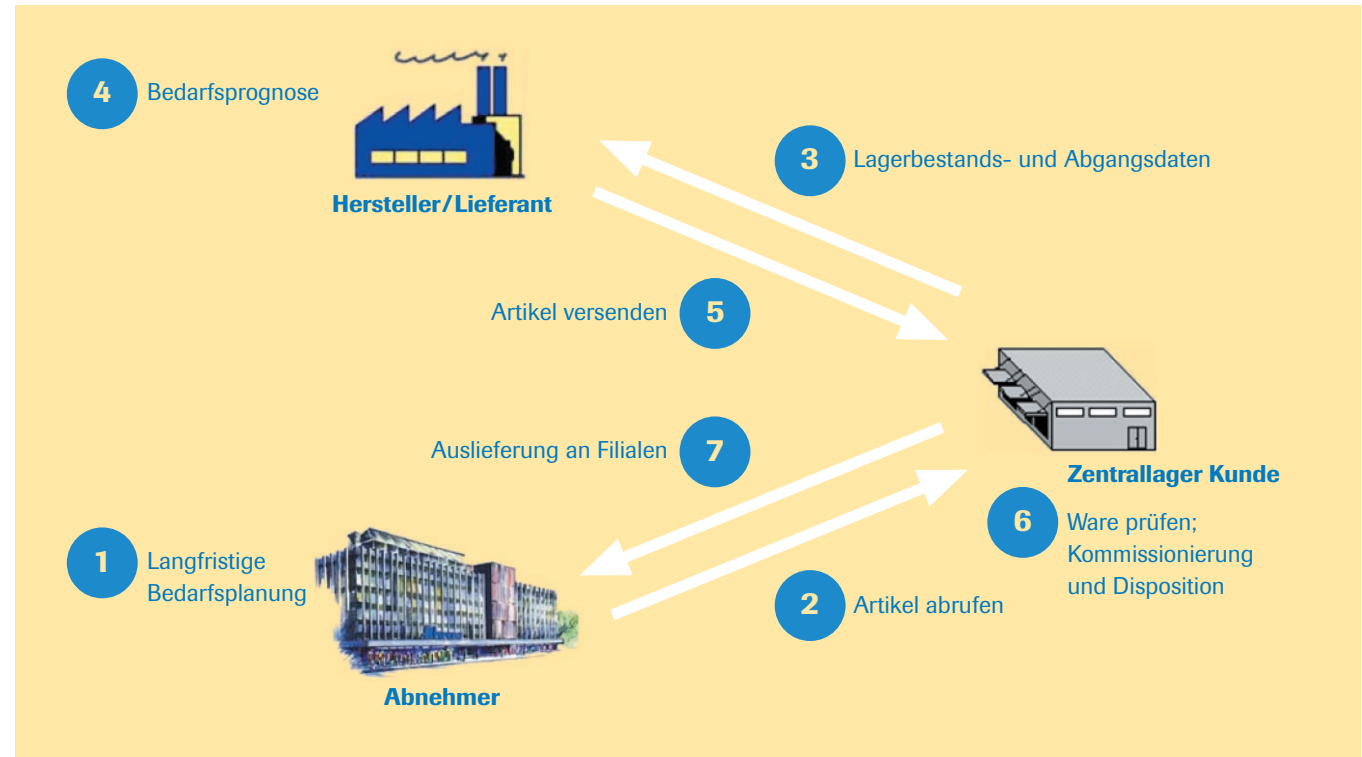 4 Bedarfsprognose
Hersteller/Lieferant
3 Lagerbestands- und Abgangsdaten
Artikel versenden 5
Auslieferung an Filialen 7
Zentrallager Kunde
6 Ware prüfen;
Kommissionierung
und Disposition
1 Langfristige
Bedarfsplanung
2 Artikel abrufen
Abnehmer